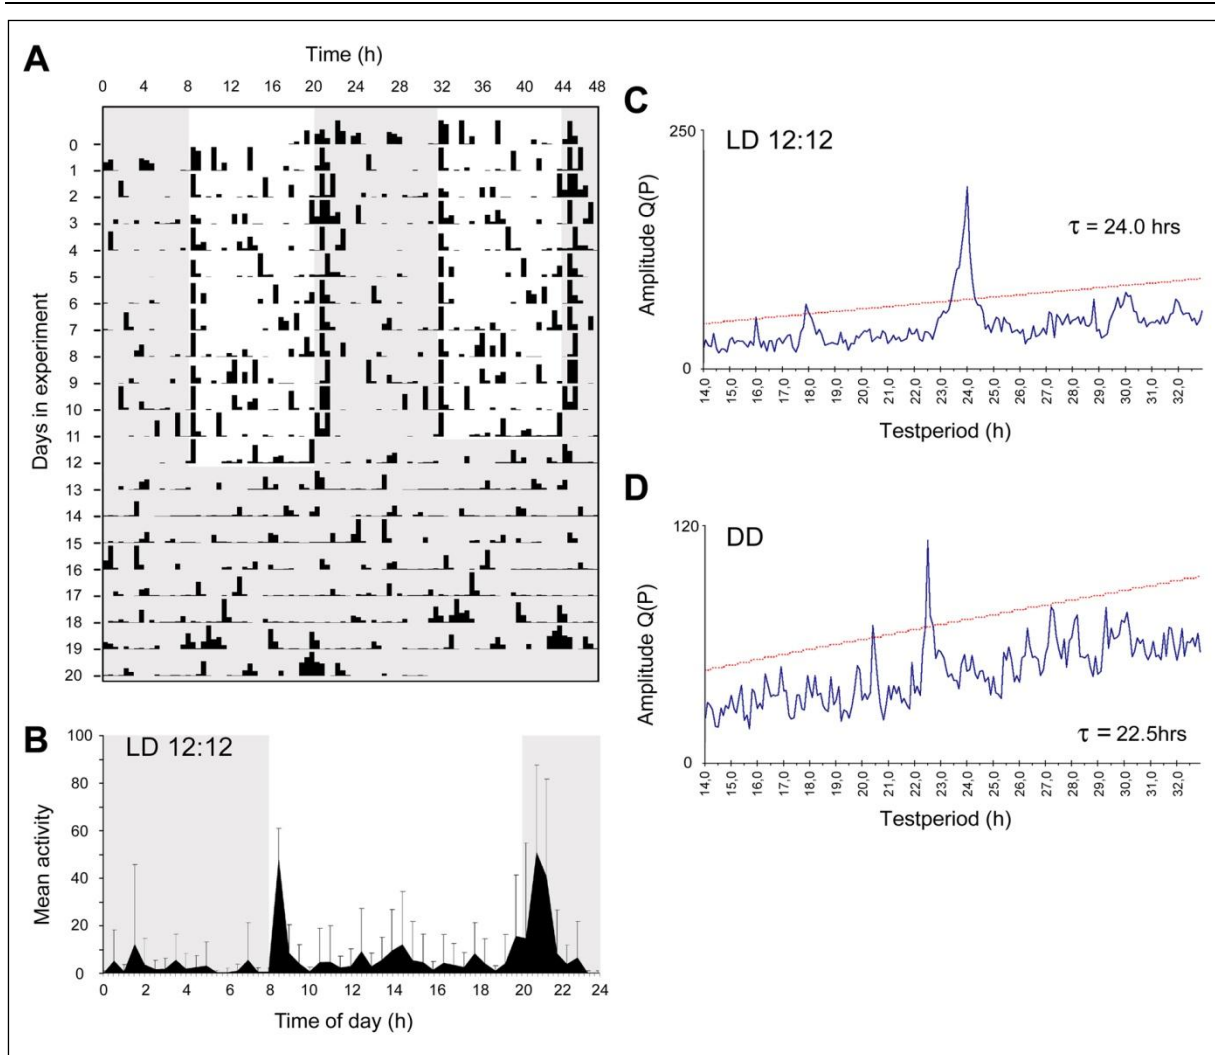 A
Time (h)
0 4 8 12 16 20 24 28 32 36 40 44 48
Days in experiment
0
1
2
3
4
5
6
7
8
9
10
11
12
13
14
15
16
17
18
19
20
B
LD 12:12
Mean activity
100
80
60
40
20
0
0 2 4 6 8 10 12 14 16 18 20 22 24
Time of day (h)
C
LD 12:12
250
Amplitude Q(P)
τ = 24.0 hrs
0
14,0 15,0 16,0 17,0 18,0 19,0 20,0 21,0 22,0 23,0 24,0 25,0 26,0 27,0 28,0 29,0 30,0 31,0 32,0
Testperiod (h)
D
DD
120
Amplitude Q(P)
τ = 22.5hrs
0
14,0 15,0 16,0 17,0 18,0 19,0 20,0 21,0 22,0 23,0 24,0 25,0 26,0 27,0 28,0 29,0 30,0 31,0 32,0
Testperiod (h)